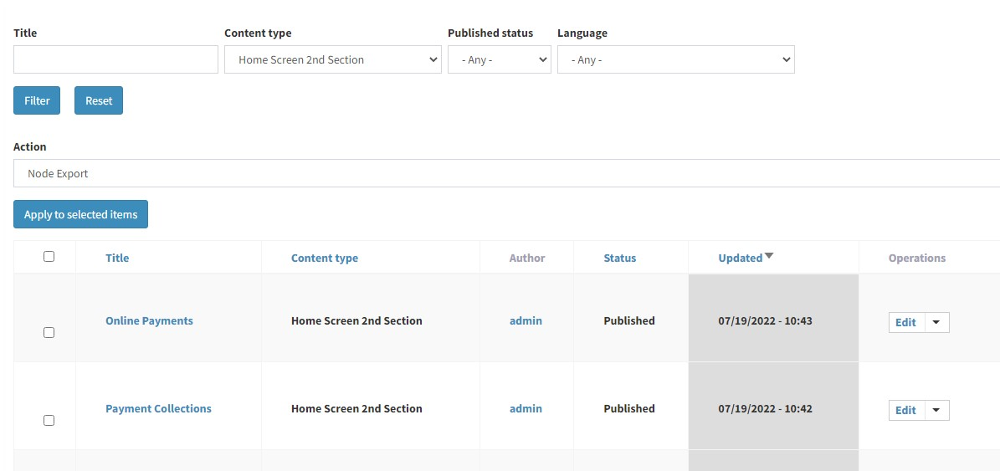 Title Content type Published status Language
Home Screen 2nd Section - Any - - Any -
Filter Reset
Action
Node Export
Apply to selected items
Title Content type Author Status Updated Operations
Online Payments Home Screen 2nd Section admin Published 07/19/2022 - 10:43 Edit
Payment Collections Home Screen 2nd Section admin Published 07/19/2022 - 10:42 Edit